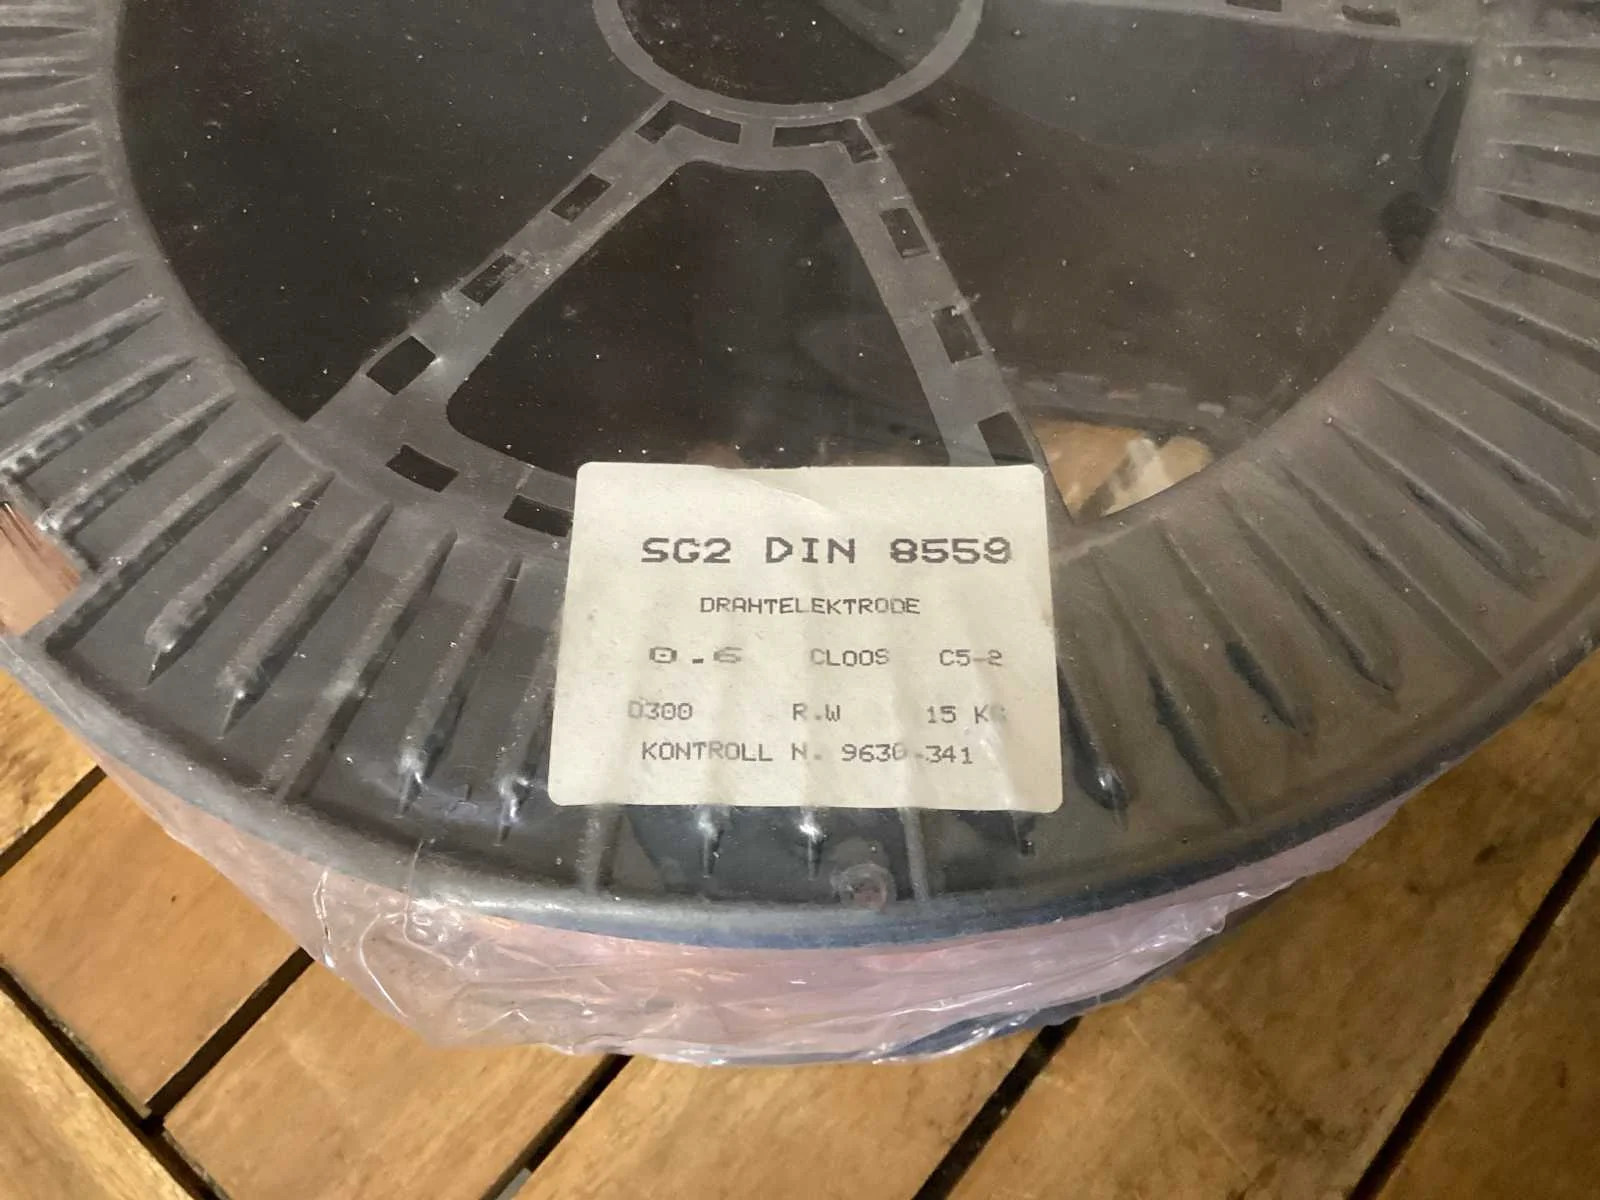 SG2 DIN 8559
DRAHTELEKTRODE
0.6 CLOOS C5-2
D300 R.W 15 KG
KONTROLL N. 9630-341